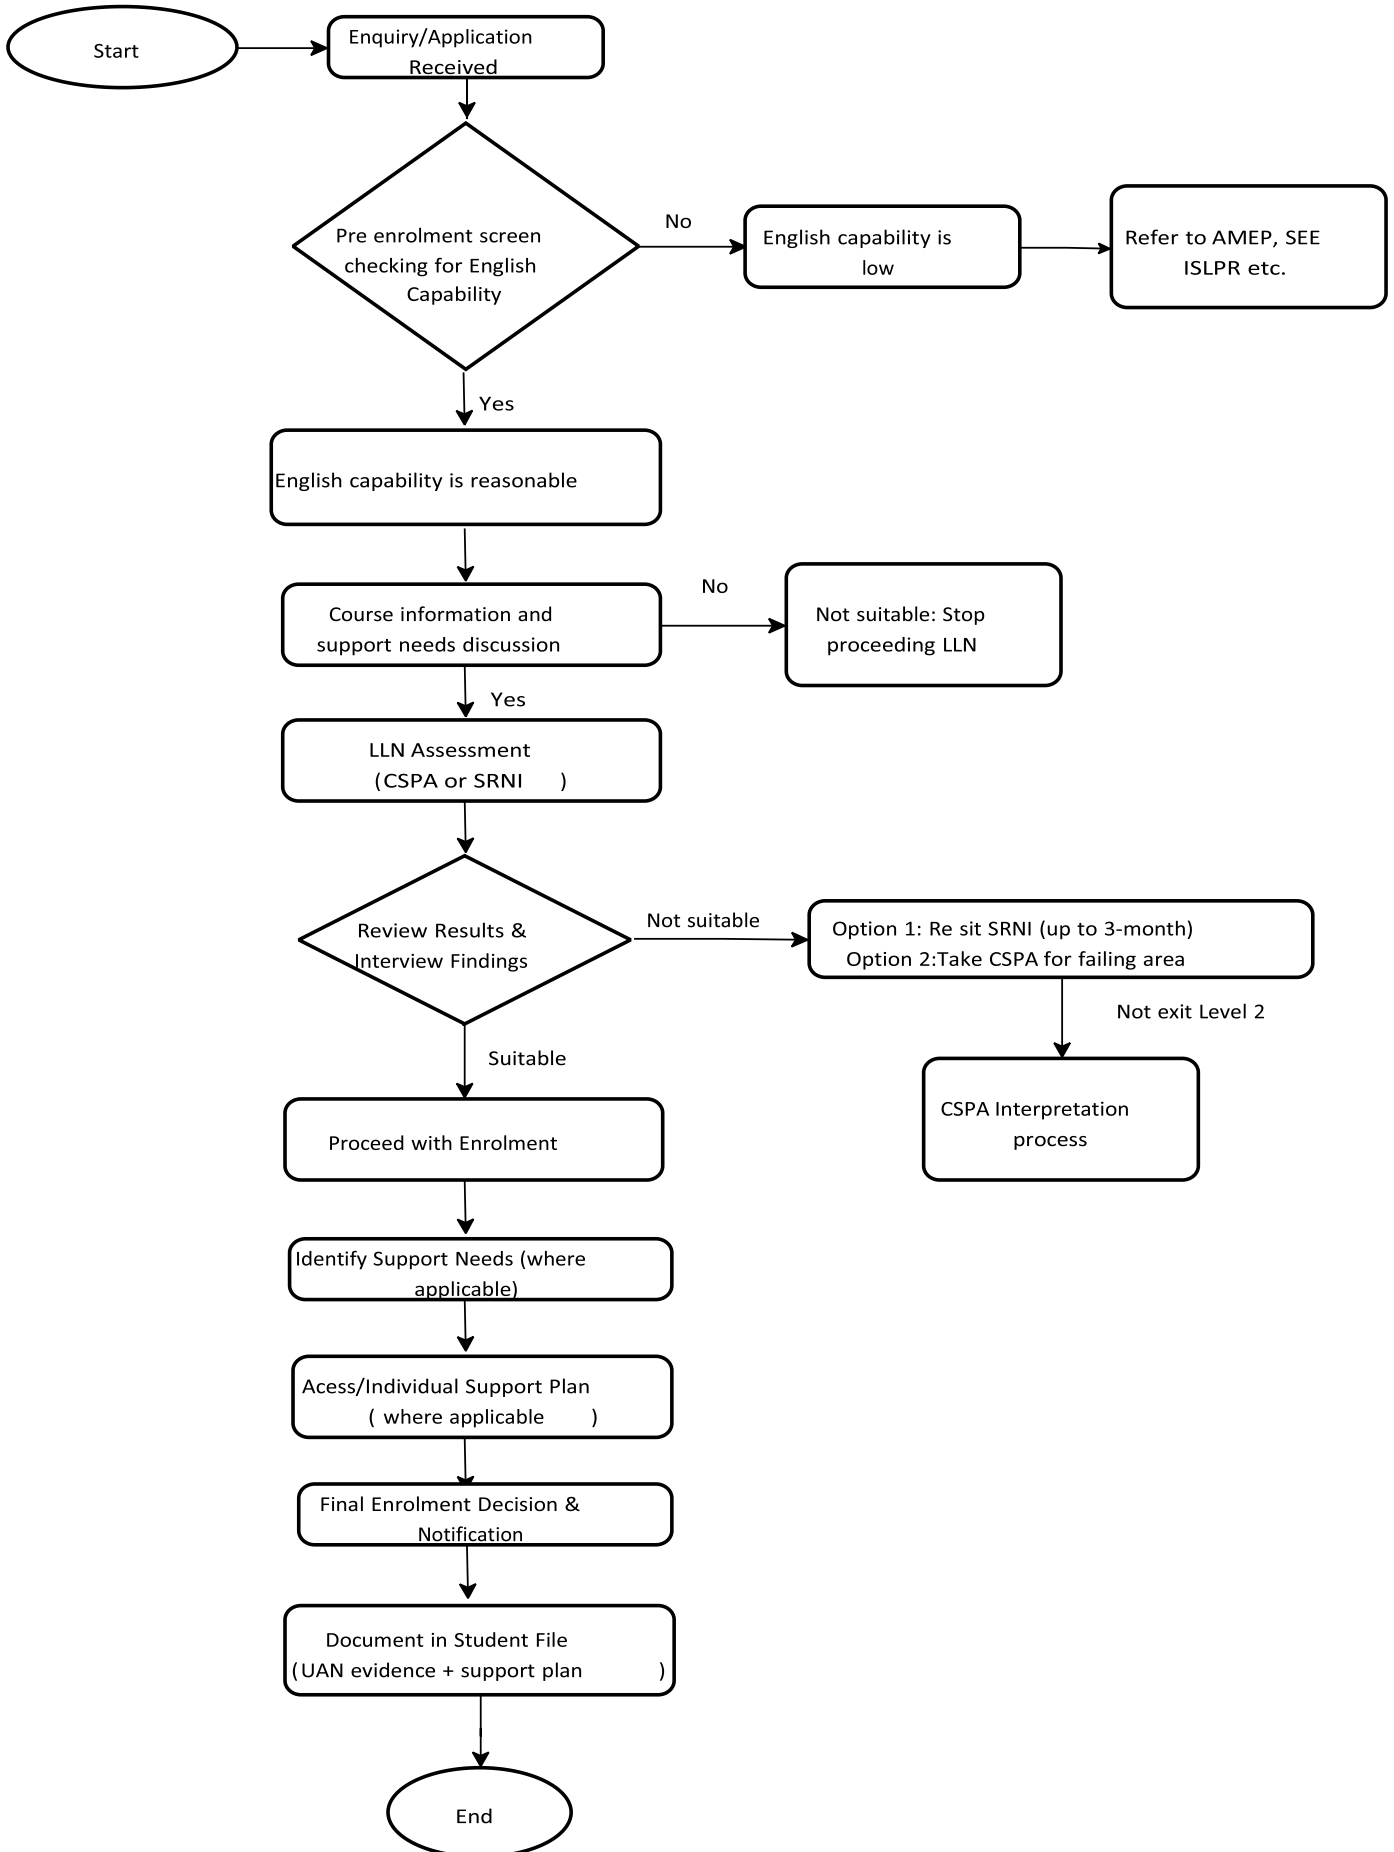 Start
Enquiry/Application
Received
Pre enrolment screen
checking for English
Capability
No
English capability is
low
Refer to AMEP, SEE
ISLPR etc.
Yes
English capability is reasonable
Course information and
support needs discussion
No
Not suitable: Stop
proceeding LLN
Yes
LLN Assessment
(CSPA or SRNI )
Review Results &
Interview Findings
Not suitable
Option 1: Re sit SRNI (up to 3-month)
Option 2:Take CSPA for failing area
Not exit Level 2
CSPA Interpretation
process
Suitable
Proceed with Enrolment
Identify Support Needs (where
applicable)
Acess/Individual Support Plan
( where applicable )
Final Enrolment Decision &
Notification
Document in Student File
(UAN evidence + support plan )
End